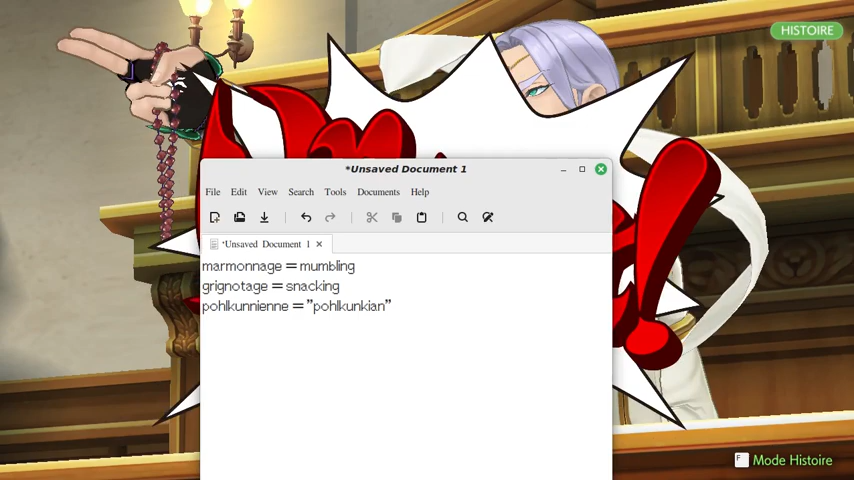 HISTOIRE
*Unsaved Document 1
File Edit View Search Tools Documents Help
*Unsaved Document 1
marmonnage = mumbling
grignotage = snacking
pohlkunnienne = "pohlkunkian"
F Mode Histoire